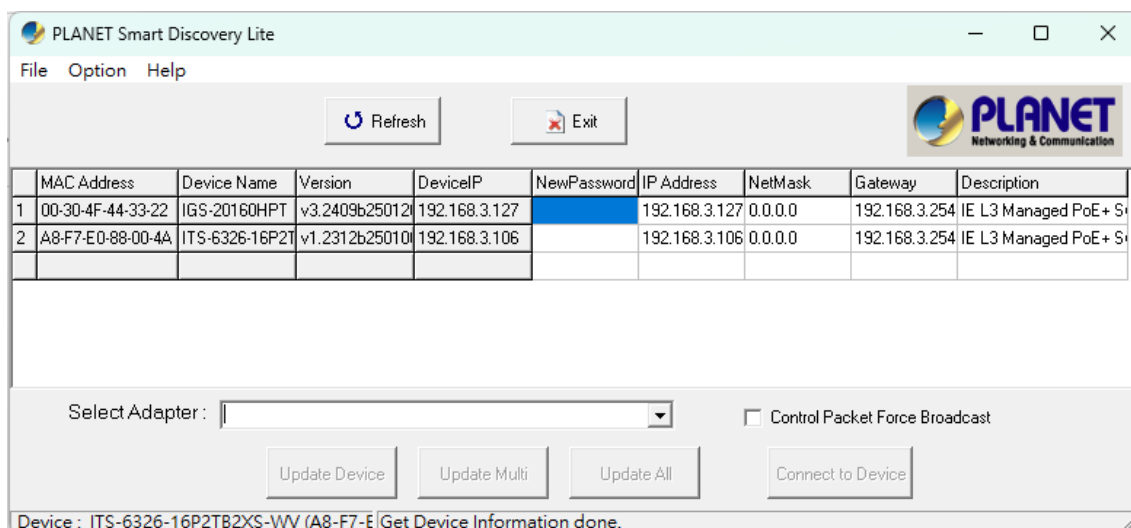 PLANET Smart Discovery Lite
File Option Help
Refresh Exit
PLANET
Networking & Communication
MAC Address Device Name Version DeviceIP NewPassword IP Address NetMask Gateway Description
1 00-30-4F-44-33-22 IGS-20160HPT v3.2409b25012 192.168.3.127 192.168.3.127 0.0.0.0 192.168.3.254 IE L3 Managed PoE+ S
2 A8-F7-E0-88-00-4A ITS-6326-16P2T v1.2312b25010 192.168.3.106 192.168.3.106 0.0.0.0 192.168.3.254 IE L3 Managed PoE+ S
Select Adapter : Control Packet Force Broadcast
Update Device Update Multi Update All Connect to Device
Device : ITS-6326-16P2TB2XS-WV (A8-F7-E Get Device Information done.